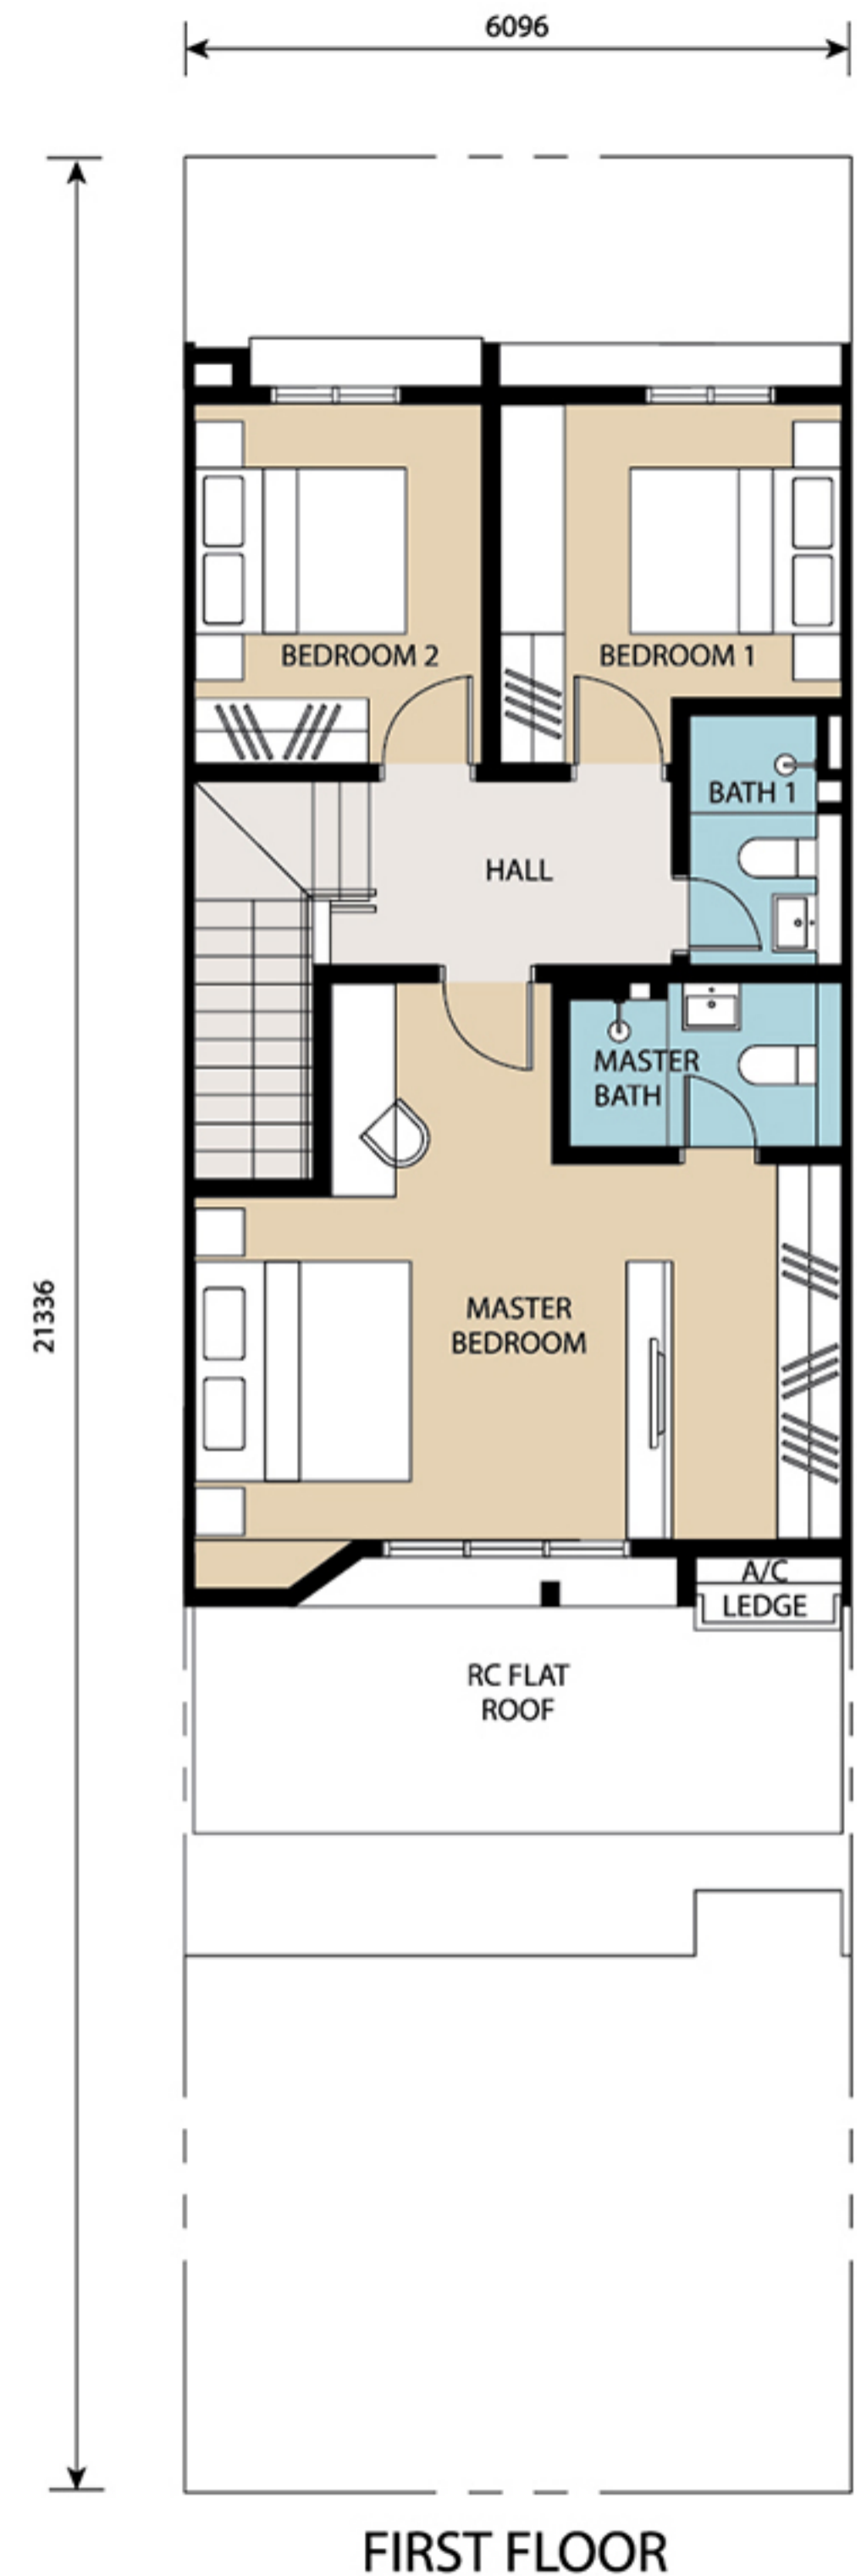 6096
BEDROOM 2
BEDROOM 1
BATH 1
HALL
MASTER
BATH
MASTER
BEDROOM
21336
A/C
LEDGE
RC FLAT
ROOF
FIRST FLOOR